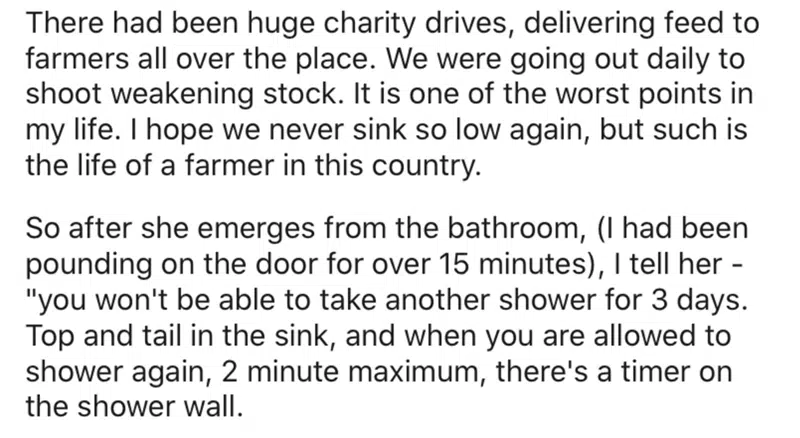 There had been huge charity drives, delivering feed to
farmers all over the place. We were going out daily to
shoot weakening stock. It is one of the worst points in
my life. I hope we never sink so low again, but such is
the life of a farmer in this country.
So after she emerges from the bathroom, (I had been
pounding on the door for over 15 minutes), I tell her -
"you won't be able to take another shower for 3 days.
Top and tail in the sink, and when you are allowed to
shower again, 2 minute maximum, there's a timer on
the shower wall.